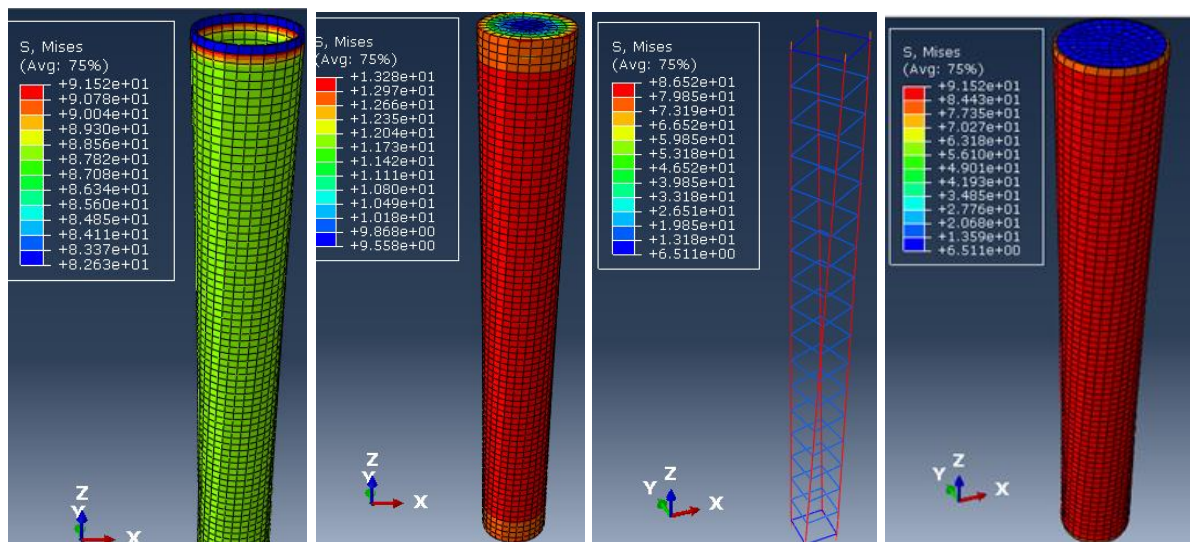 S, Mises
(Avg: 75%)
+9.152e+01
+9.078e+01
+9.004e+01
+8.930e+01
+8.856e+01
+8.782e+01
+8.708e+01
+8.634e+01
+8.560e+01
+8.485e+01
+8.411e+01
+8.337e+01
+8.263e+01
Z
Y
X
S, Mises
(Avg: 75%)
+1.328e+01
+1.297e+01
+1.266e+01
+1.235e+01
+1.204e+01
+1.173e+01
+1.142e+01
+1.111e+01
+1.080e+01
+1.049e+01
+1.018e+01
+9.868e+00
+9.558e+00
Z
Y
X
S, Mises
(Avg: 75%)
+8.652e+01
+7.985e+01
+7.319e+01
+6.652e+01
+5.985e+01
+5.318e+01
+4.652e+01
+3.985e+01
+3.318e+01
+2.651e+01
+1.985e+01
+1.318e+01
+6.511e+00
Z
Y
X
S, Mises
(Avg: 75%)
+9.152e+01
+8.443e+01
+7.735e+01
+7.027e+01
+6.318e+01
+5.610e+01
+4.901e+01
+4.193e+01
+3.485e+01
+2.776e+01
+2.068e+01
+1.359e+01
+6.511e+00
Z
Y
X